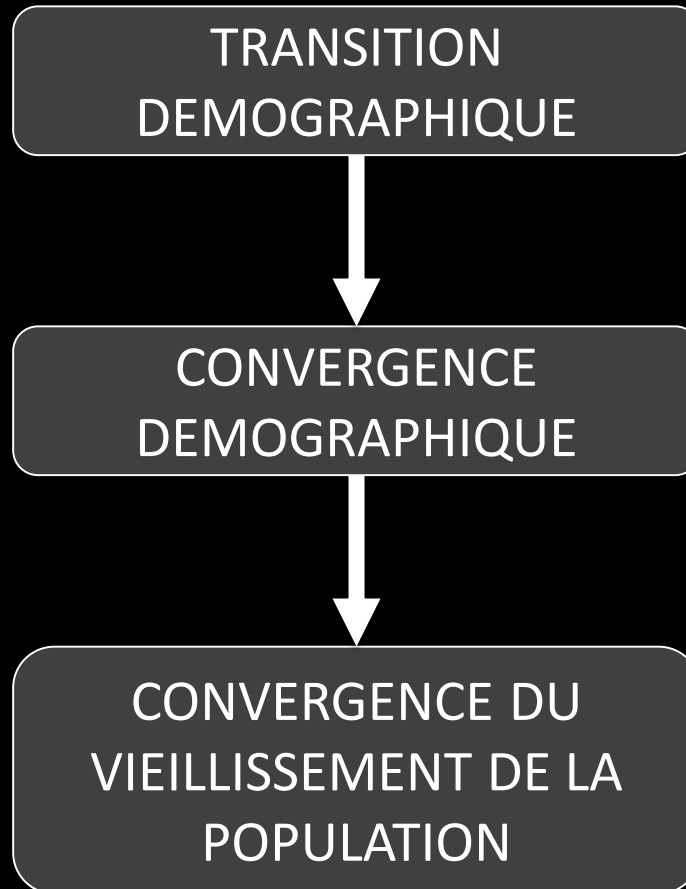 TRANSITION
DEMOGRAPHIQUE
CONVERGENCE
DEMOGRAPHIQUE
CONVERGENCE DU
VIEILLISSEMENT DE LA
POPULATION